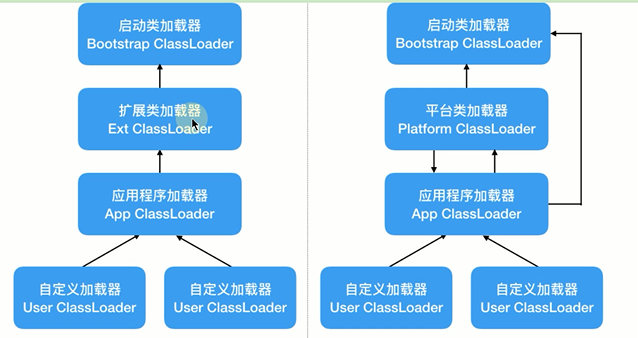 启动类加载器
Bootstrap ClassLoader
扩展类加载器
Ext ClassLoader
应用程序加载器
App ClassLoader
自定义加载器
User ClassLoader
自定义加载器
User ClassLoader
启动类加载器
Bootstrap ClassLoader
平台类加载器
Platform ClassLoader
应用程序加载器
App ClassLoader
自定义加载器
User ClassLoader
自定义加载器
User ClassLoader